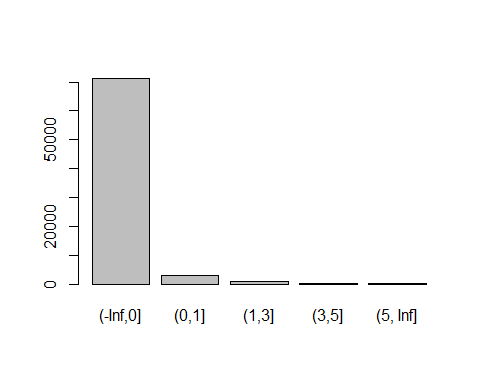 50000
20000
0
(-Inf,0] (0,1] (1,3] (3,5] (5, Inf]